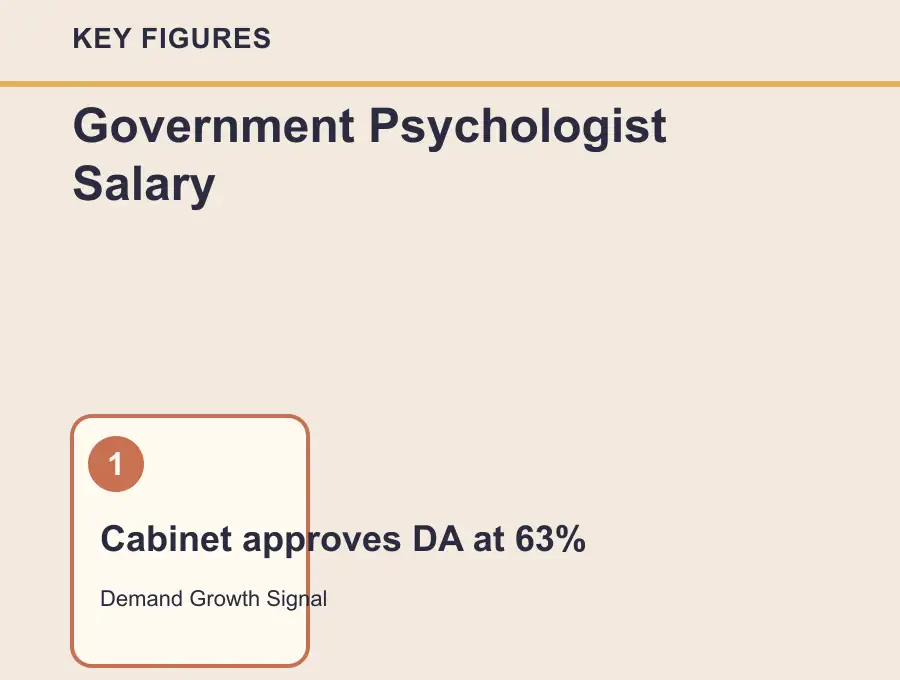 KEY FIGURES
Government Psychologist
Salary
1
Cabinet approves DA at 63%
Demand Growth Signal